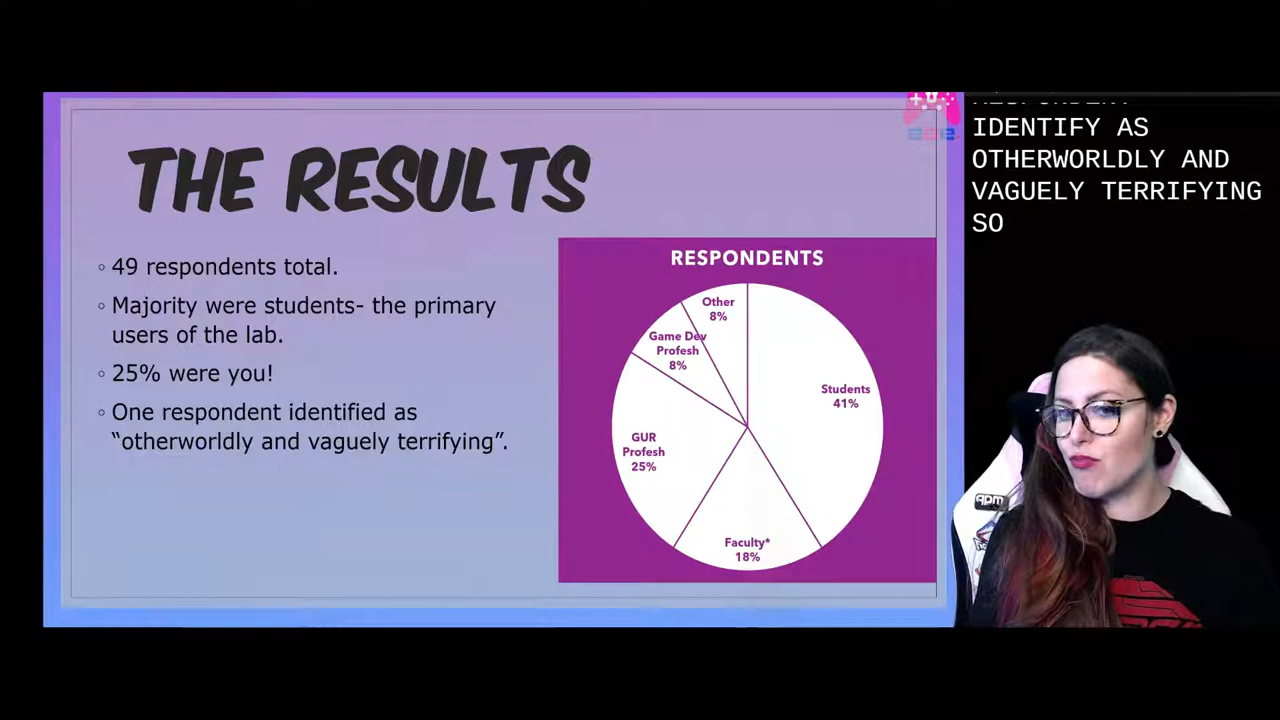 THE RESULTS
◦ 49 respondents total.
◦ Majority were students- the primary
users of the lab.
◦ 25% were you!
◦ One respondent identified as
“otherworldly and vaguely terrifying”.
RESPONDENTS
Other
8%
Game Dev
Profesh
8%
Students
41%
GUR
Profesh
25%
Faculty*
18%
RESPONDENT
IDENTIFY AS
OTHERWORLDLY AND
VAGUELY TERRIFYING
SO